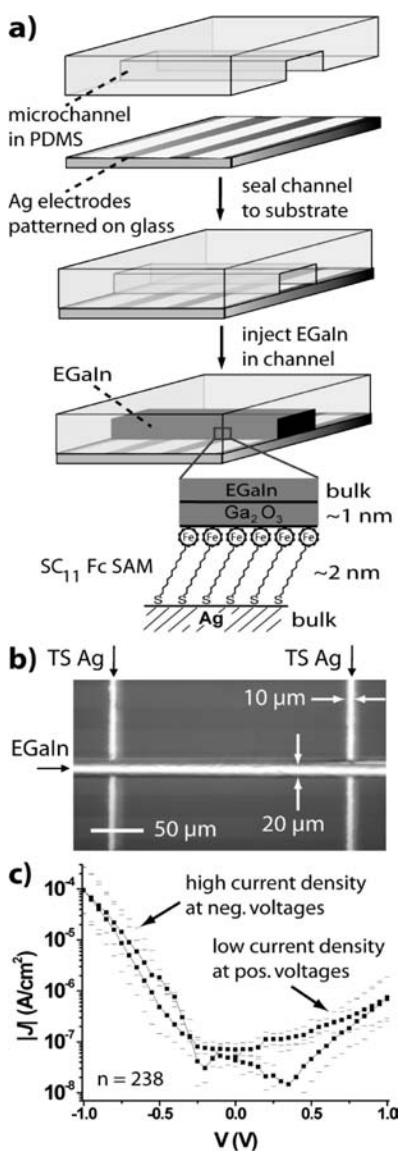 a)
microchannel
in PDMS
Ag electrodes
patterned on glass
seal channel
to substrate
inject EGaIn
in channel
EGaIn
EGaIn
bulk
Ga2O3
~1 nm
Fe Fe Fe Fe Fe Fe
SC11 Fc SAM
~2 nm
S S S S S S
Ag
bulk
b)
TS Ag
TS Ag
10 µm
EGaIn
50 µm
20 µm
c)
10-4
high current density
at neg. voltages
10-5
low current density
at pos. voltages
|J| (A/cm2)
10-6
10-7
n = 238
10-8
-1.0 -0.5 0.0 0.5 1.0
V (V)